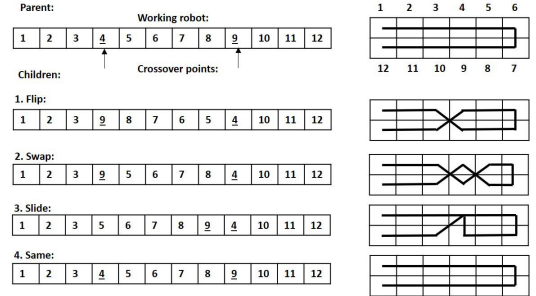 Parent:
Working robot:
1 2 3 4 5 6 7 8 9 10 11 12
Children:
Crossover points:
1. Flip:
1 2 3 9 8 7 6 5 4 10 11 12
2. Swap:
1 2 3 9 5 6 7 8 4 10 11 12
3. Slide:
1 2 3 5 6 7 8 9 4 10 11 12
4. Same:
1 2 3 4 5 6 7 8 9 10 11 12
1 2 3 4 5 6
12 11 10 9 8 7